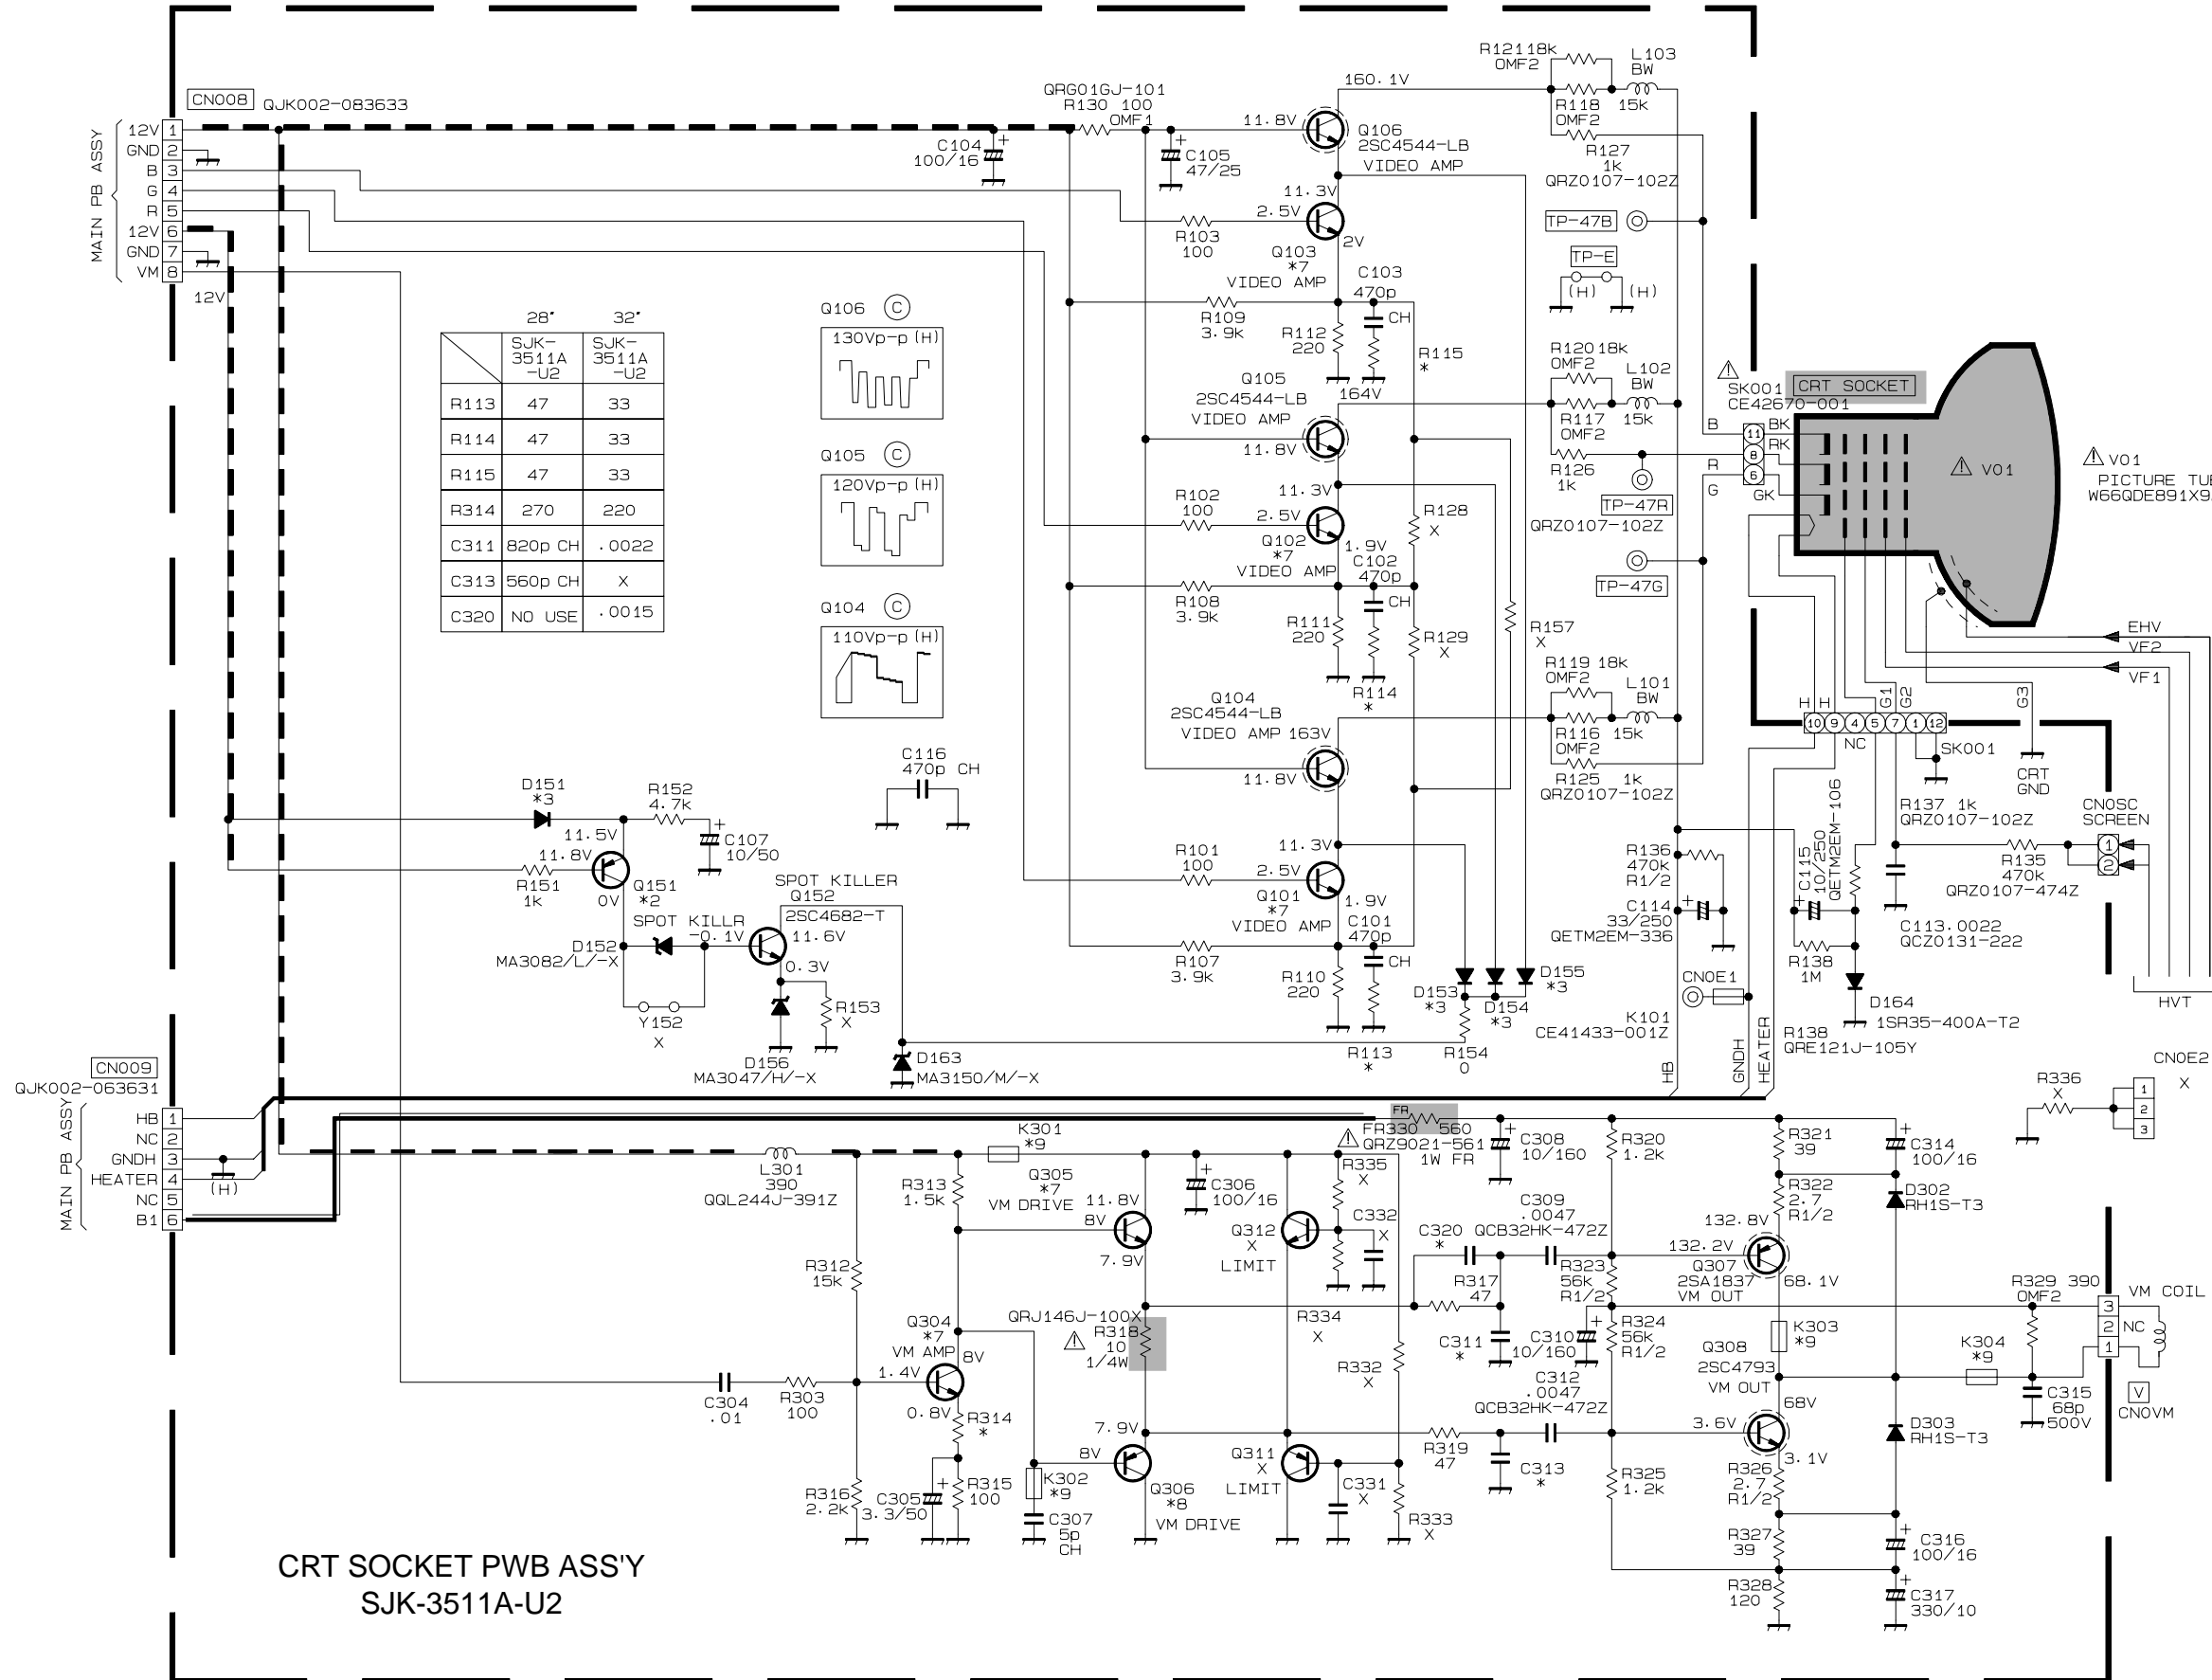 CN008
QJK002-083633
MAIN PB ASSY
12V 1
GND 2
B 3
G 4
R 5
12V 6
GND 7
VM 8
12V
28" 32"
SJK-3511A-U2 SJK-3511A-U2
R113 47 33
R114 47 33
R115 47 33
R314 270 220
C311 820p CH .0022
C313 560p CH X
C320 NO USE .0015
Q106 C
130Vp-p (H)
Q105 C
120Vp-p (H)
Q104 C
110Vp-p (H)
C116
470p CH
C104
100/16
QRG01GJ-101
R130 100
OMF1
C105
47/25
11.8V
160.1V
Q106
2SC4544-LB
VIDEO AMP
11.3V
2.5V
2V
R103
100
Q103
*7
VIDEO AMP
C103
470p
CH
R109
3.9k
R112
220
R115
*
R121 18k
OMF2
L103
BW
R118
OMF2
15k
R127
1k
QRZ0107-102Z
TP-47B
TP-E
(H) (H)
Q105
2SC4544-LB
VIDEO AMP
164V
11.8V
11.3V
R102
100
2.5V
Q102
*7
VIDEO AMP
1.9V
C102
470p
CH
R108
3.9k
R111
220
R128
X
R129
X
R114
*
R157
X
R120 18k
OMF2
L102
BW
R117
OMF2
15k
R126
1k
TP-47R
QRZ0107-102Z
TP-47G
SK001
CE42670-001
CRT SOCKET
B 11 BK
8 RK
R 6
G GK
V01
V01
PICTURE TU
W66QDE891X9
EHV
VF2
VF1
Q104
2SC4544-LB
VIDEO AMP 163V
11.8V
R119 18k
OMF2
L101
BW
R116
OMF2
15k
R125 1k
QRZ0107-102Z
H H G1 G2 G3
10 9 4 5 7 1 12
NC
SK001
CRT
GND
11.3V
R101
100
2.5V
Q101
*7
VIDEO AMP
1.9V
C101
470p
CH
R107
3.9k
R110
220
R113
*
D153
*3
D154
*3
D155
*3
R154
0
R136
470k
R1/2
C114
33/250
QETM2EM-336
C115
10/250
QETM2EM-106
R137 1k
QRZ0107-102Z
CN0SC
SCREEN
1
2
R135
470k
QRZ0107-474Z
C113.0022
QCZ0131-222
R138
1M
D164
1SR35-400A-T2
R138
QRE121J-105Y
CN0E1
K101
CE41433-001Z
HB
GNDH
HEATER
HVT
CN0E2
X
1
2
3
R336
X
D151
*3
R152
4.7k
C107
10/50
11.5V
11.8V
R151
1k
0V
Q151
*2
SPOT KILLR
D152
MA3082/L/-X
Y152
X
SPOT KILLER
Q152
2SC4682-T
-0.1V
11.6V
0.3V
R153
X
D156
MA3047/H/-X
D163
MA3150/M/-X
CN009
QJK002-063631
MAIN PB ASSY
HB 1
NC 2
GNDH 3
HEATER 4
NC 5
B1 6
(H)
L301
390
QQL244J-391Z
K301
*9
R313
1.5k
Q305
*7
VM DRIVE
11.8V
8V
7.9V
C306
100/16
Q312
X
LIMIT
R335
X
C332
X
FR
FR330 560
QRZ9021-561
1W FR
C308
10/160
R320
1.2k
R321
39
C314
100/16
R322
2.7
R1/2
D302
RH1S-T3
C309
.0047
QCB32HK-472Z
C320
*
R317
47
R323
56k
R1/2
132.8V
132.2V
Q307
2SA1837
VM OUT
68.1V
R312
15k
QRJ146J-100X
R318
10
1/4W
R334
X
R332
X
C311
*
C310
10/160
R324
56k
R1/2
Q308
2SC4793
VM OUT
K303
*9
R329 390
OMF2
K304
*9
VM COIL
3
2 NC
1
V
CN0VM
C315
68p
500V
Q304
*7
VM AMP
8V
1.4V
0.8V
C304
.01
R303
100
R314
*
C312
.0047
QCB32HK-472Z
68V
3.6V
3.1V
D303
RH1S-T3
7.9V
8V
Q306
*8
VM DRIVE
Q311
X
LIMIT
R319
47
C313
*
R325
1.2k
R326
2.7
R1/2
R316
2.2k
C305
3.3/50
R315
100
K302
*9
C307
5p
CH
C331
X
R333
X
R327
39
C316
100/16
R328
120
C317
330/10
CRT SOCKET PWB ASS'Y
SJK-3511A-U2